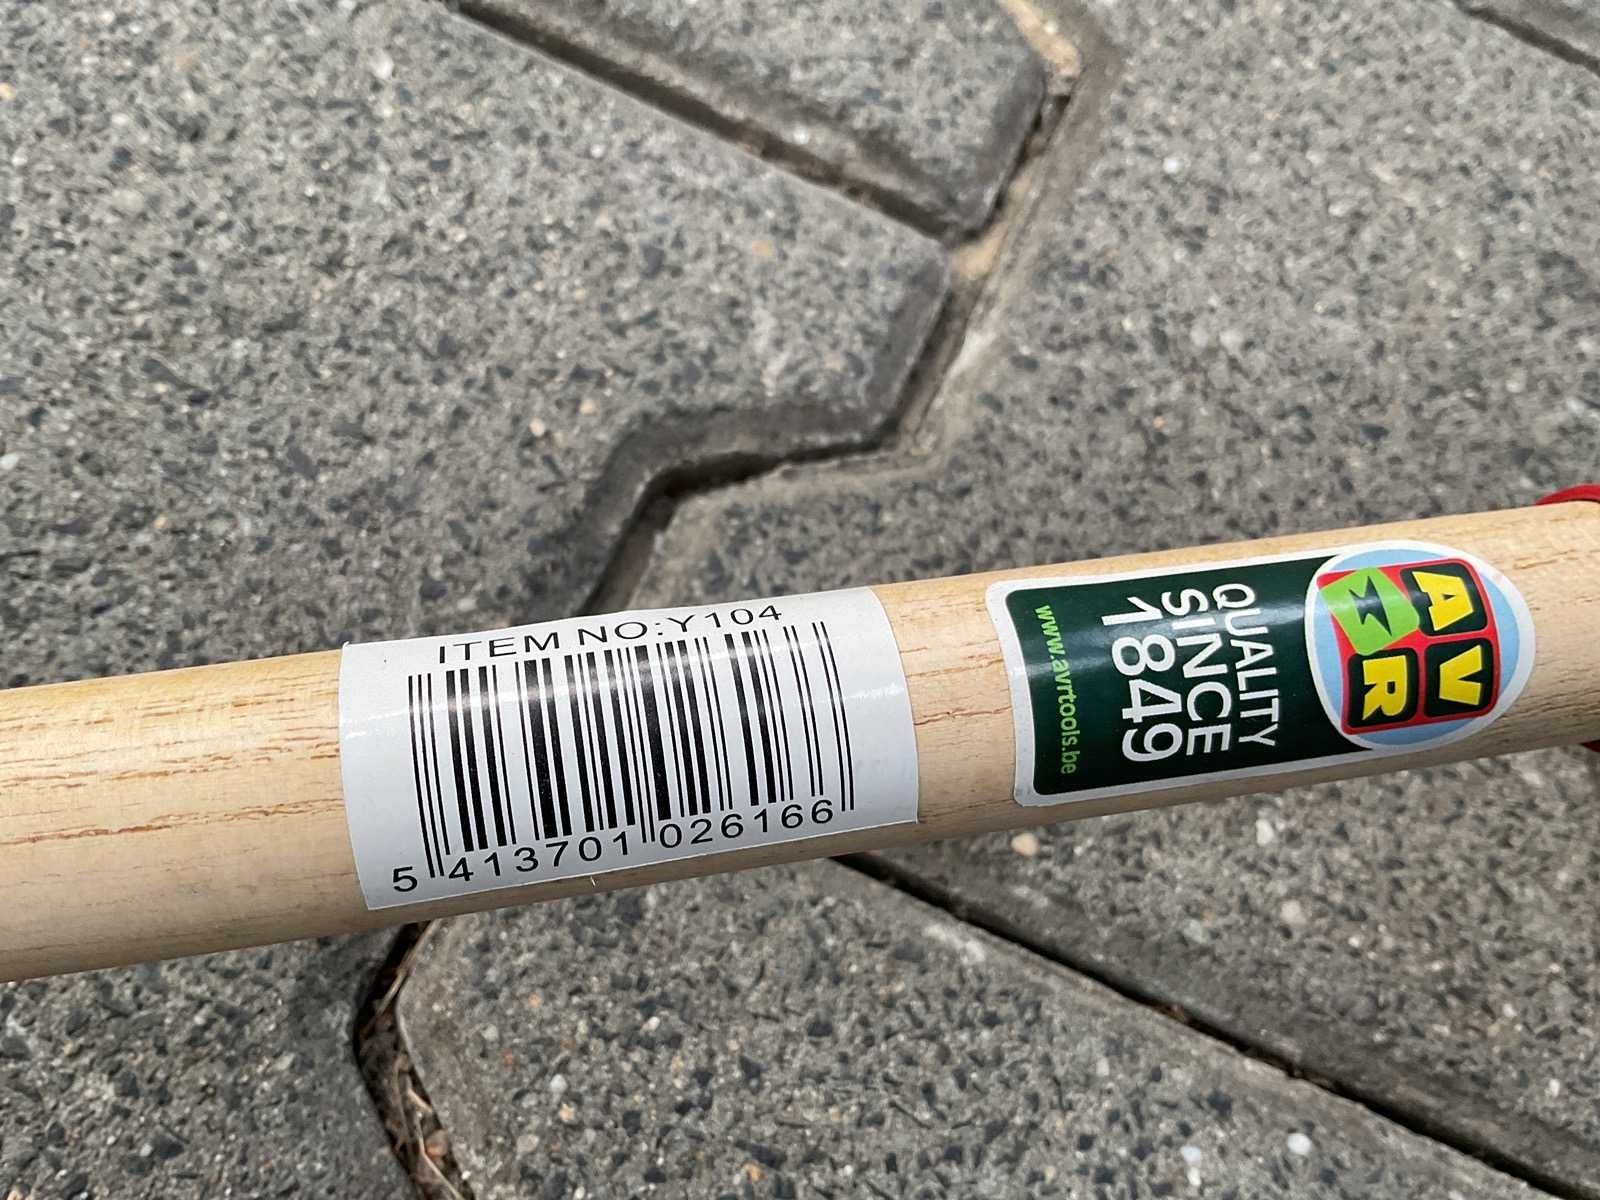 ITEM NO:Y104
5 413701 026166
AV
R
QUALITY
SINCE
1849
www.avrtools.be